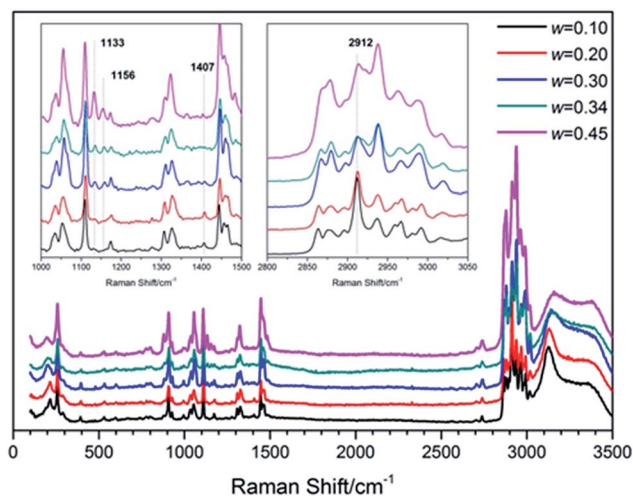 w=0.10
w=0.20
w=0.30
w=0.34
w=0.45
1133
1156
1407
1000 1100 1200 1300 1400 1500
Raman Shift/cm⁻¹
2912
2800 2850 2900 2950 3000 3050
Raman Shift/cm⁻¹
0 500 1000 1500 2000 2500 3000 3500
Raman Shift/cm⁻¹